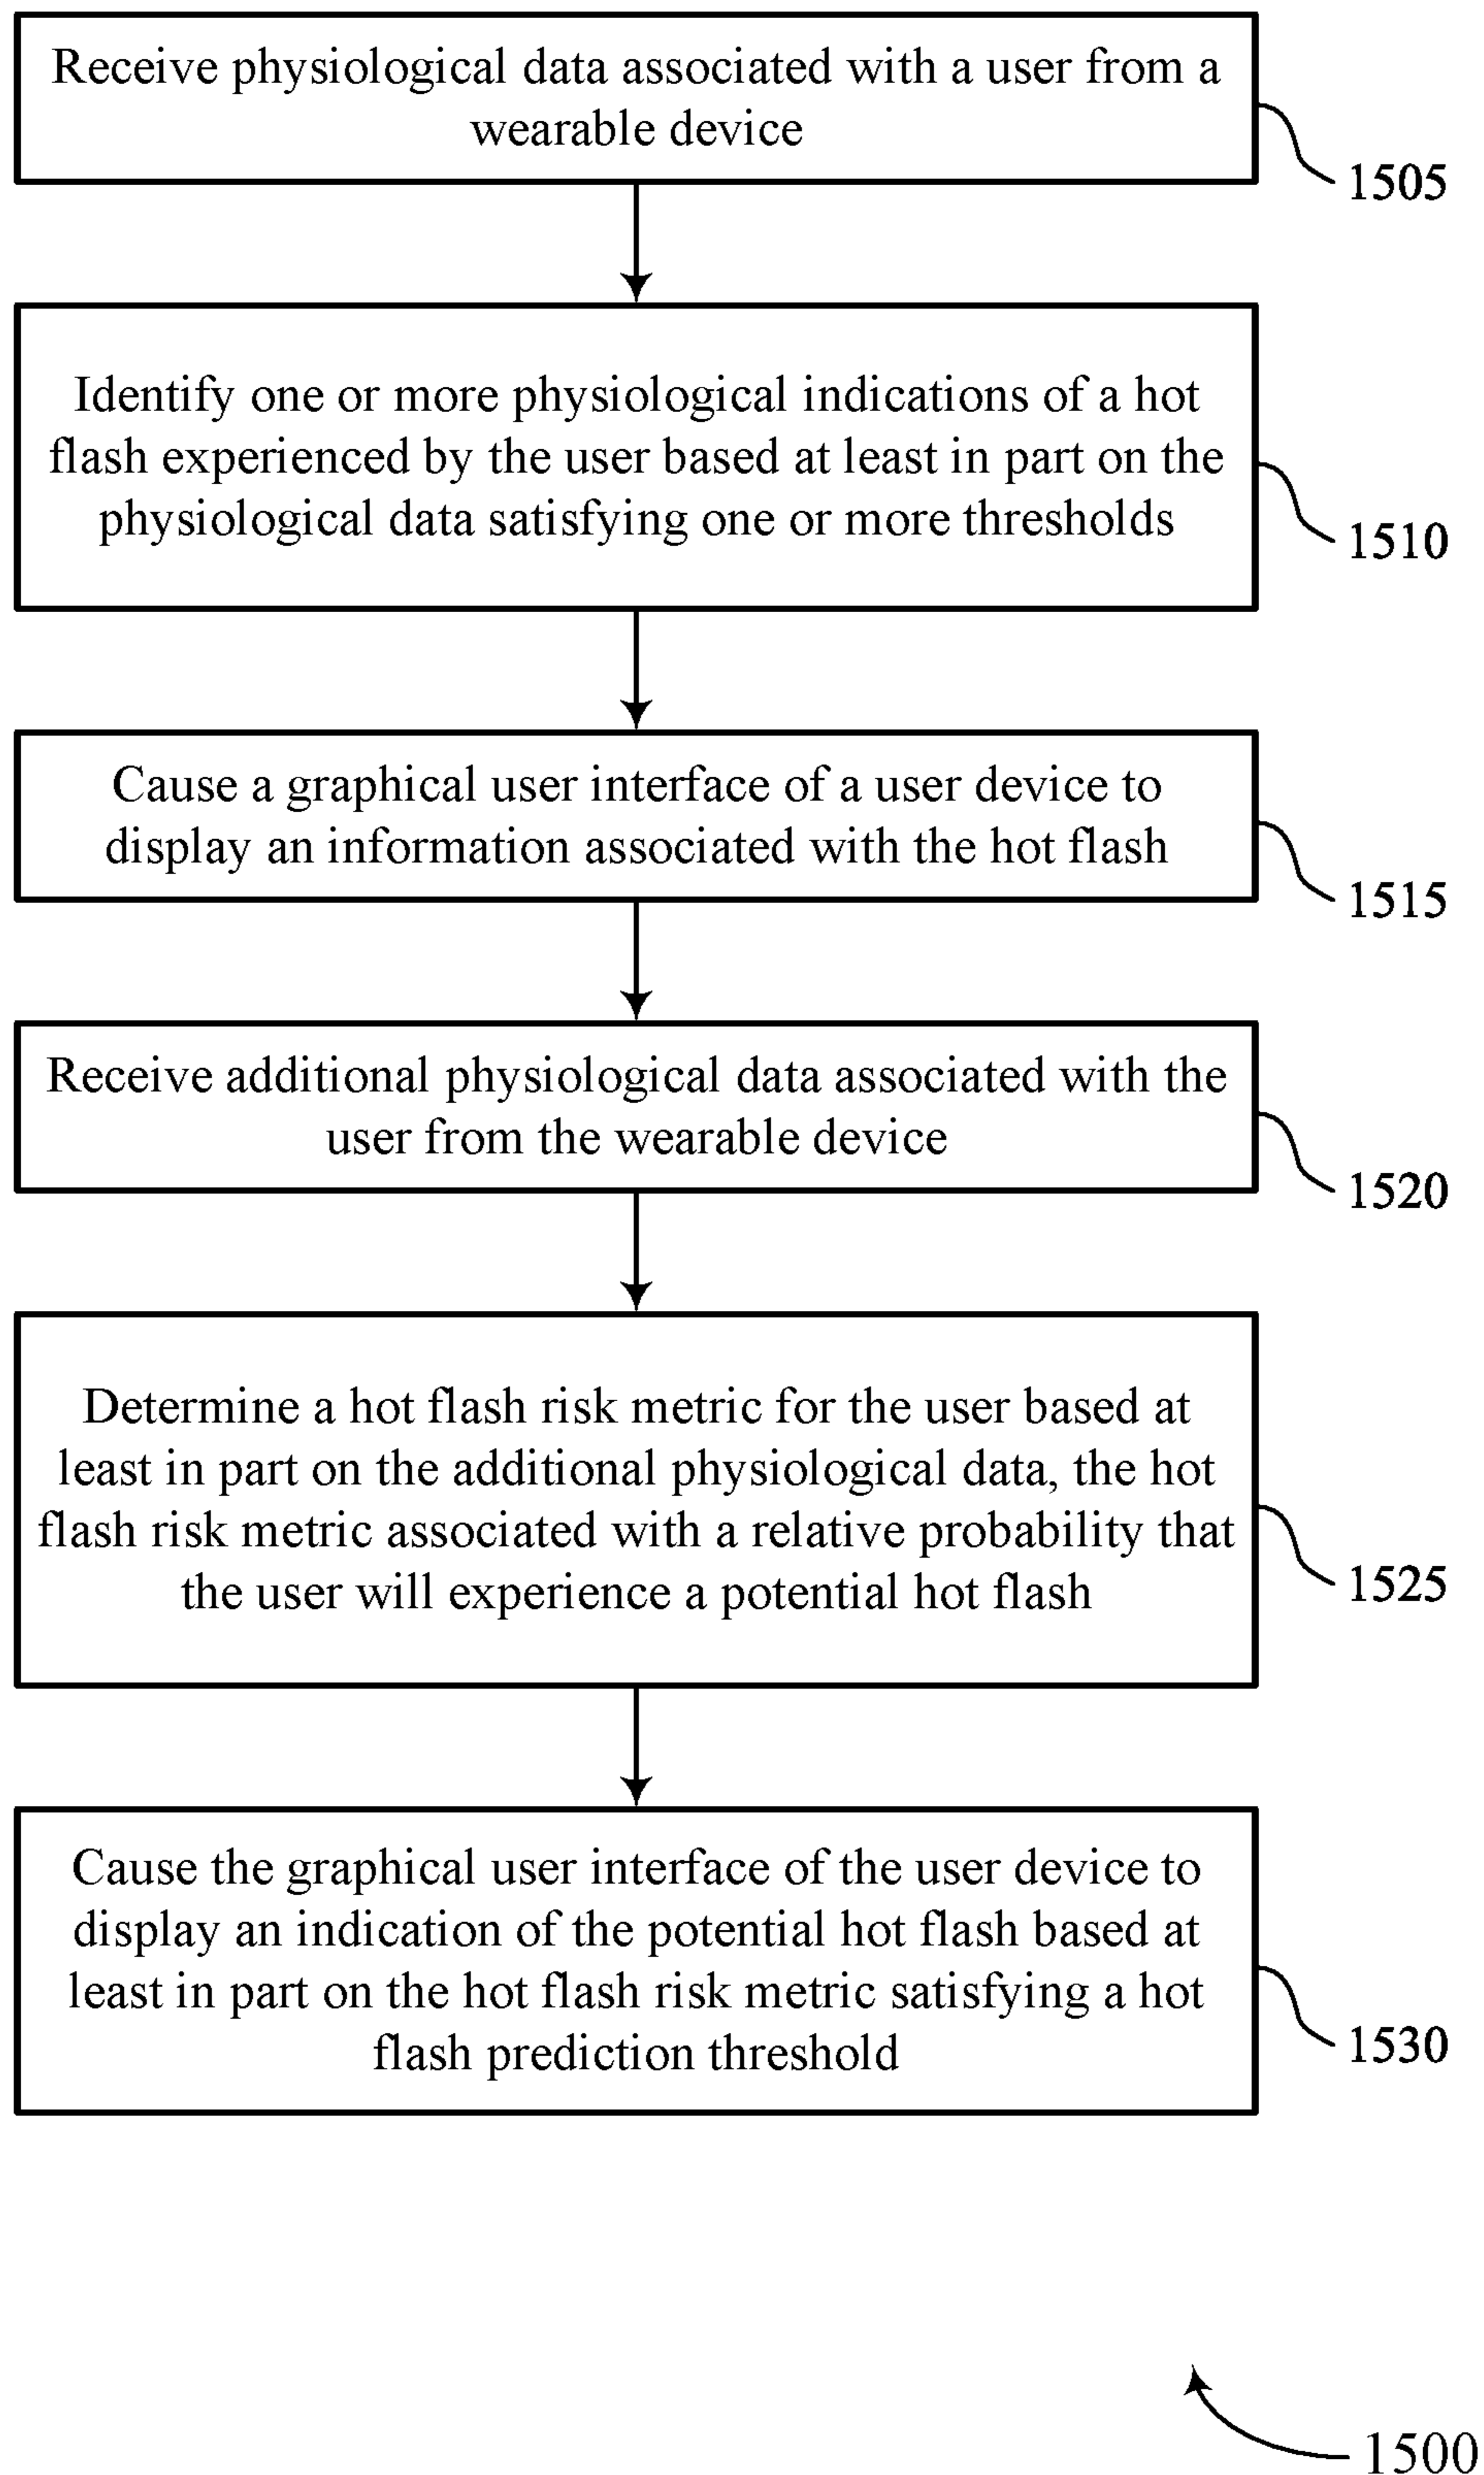 Receive physiological data associated with a user from a
wearable device
1505
Identify one or more physiological indications of a hot
flash experienced by the user based at least in part on the
physiological data satisfying one or more thresholds
1510
Cause a graphical user interface of a user device to
display an information associated with the hot flash
1515
Receive additional physiological data associated with the
user from the wearable device
1520
Determine a hot flash risk metric for the user based at
least in part on the additional physiological data, the hot
flash risk metric associated with a relative probability that
the user will experience a potential hot flash
1525
Cause the graphical user interface of the user device to
display an indication of the potential hot flash based at
least in part on the hot flash risk metric satisfying a hot
flash prediction threshold
1530
1500